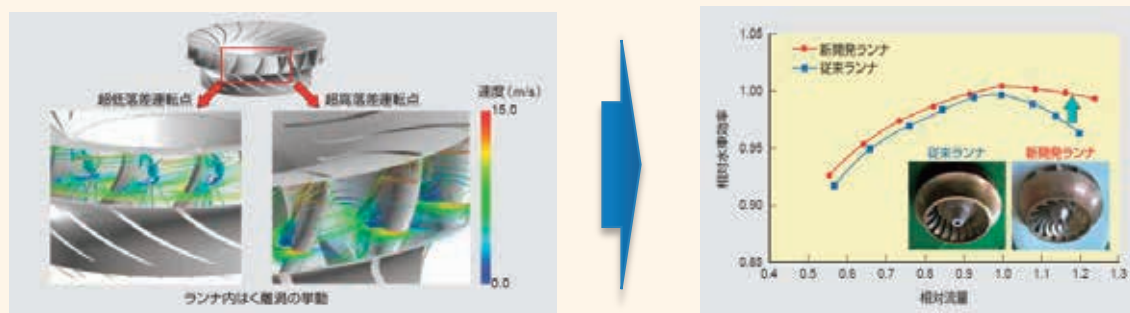 超低落差運転点
超高落差運転点
速度(m/s)
15.0
0.0
ランナ内はく離渦の挙動
1.05
1.00
0.95
0.90
0.85
0.4 0.5 0.6 0.7 0.8 0.9 1.0 1.1 1.2 1.3
相対水車効率
相対流量
新開発ランナ
従来ランナ
従来ランナ
新開発ランナ